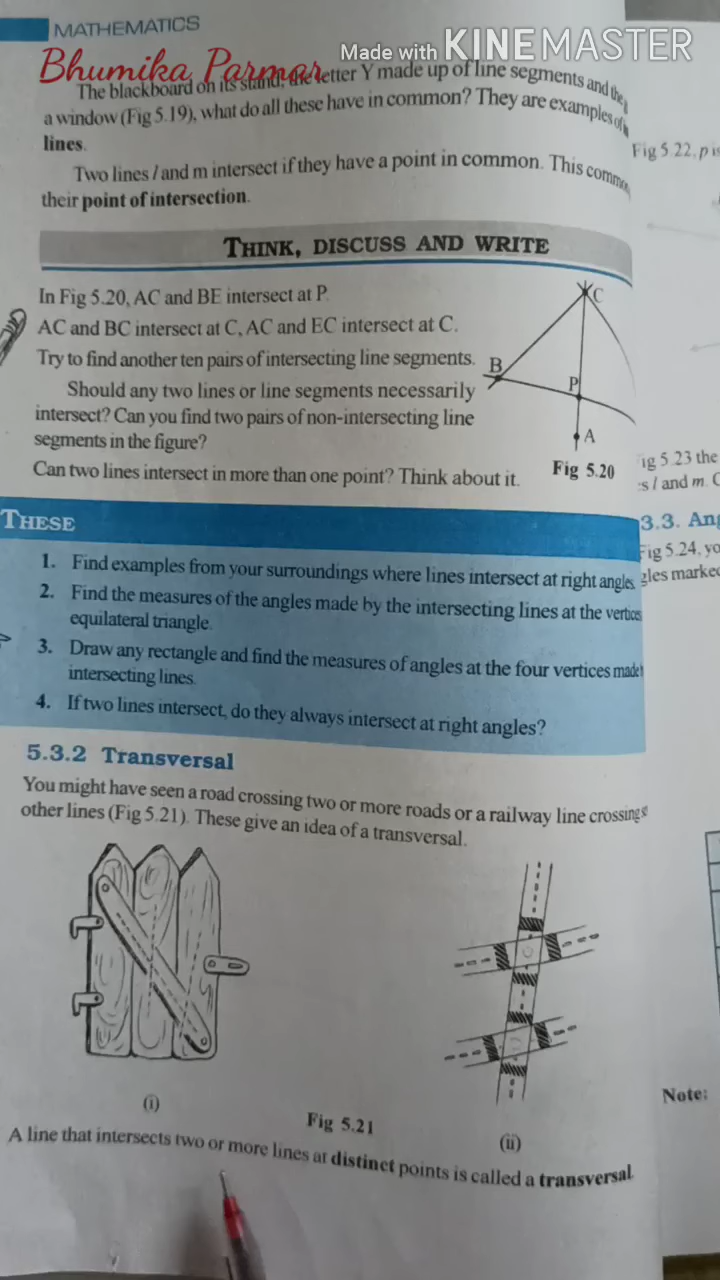 MATHEMATICS
Made with KINEMASTER
Bhumika Parmar
The blackboard on its stand, the letter Y made up of line segments and the
a window (Fig 5.19), what do all these have in common? They are examples of
lines.
Two lines l and m intersect if they have a point in common. This
their point of intersection.
Fig 5.22, p is
THINK, DISCUSS AND WRITE
In Fig 5.20, AC and BE intersect at P.
AC and BC intersect at C, AC and EC intersect at C.
Try to find another ten pairs of intersecting line segments.
Should any two lines or line segments necessarily
intersect? Can you find two pairs of non-intersecting line
segments in the figure?
Can two lines intersect in more than one point? Think about it.
C
B
P
A
Fig 5.20
ig 5.23 the
s l and m.
THESE
3.3. Ang
Fig 5.24, yo
gles marked
1. Find examples from your surroundings where lines intersect at right angles.
2. Find the measures of the angles made by the intersecting lines at the vertices
equilateral triangle.
3. Draw any rectangle and find the measures of angles at the four vertices made
intersecting lines.
4. If two lines intersect, do they always intersect at right angles?
5.3.2 Transversal
You might have seen a road crossing two or more roads or a railway line crossing
other lines (Fig 5.21). These give an idea of a transversal.
(i)
Fig 5.21
(ii)
Note:
A line that intersects two or more lines at distinct points is called a transversal.